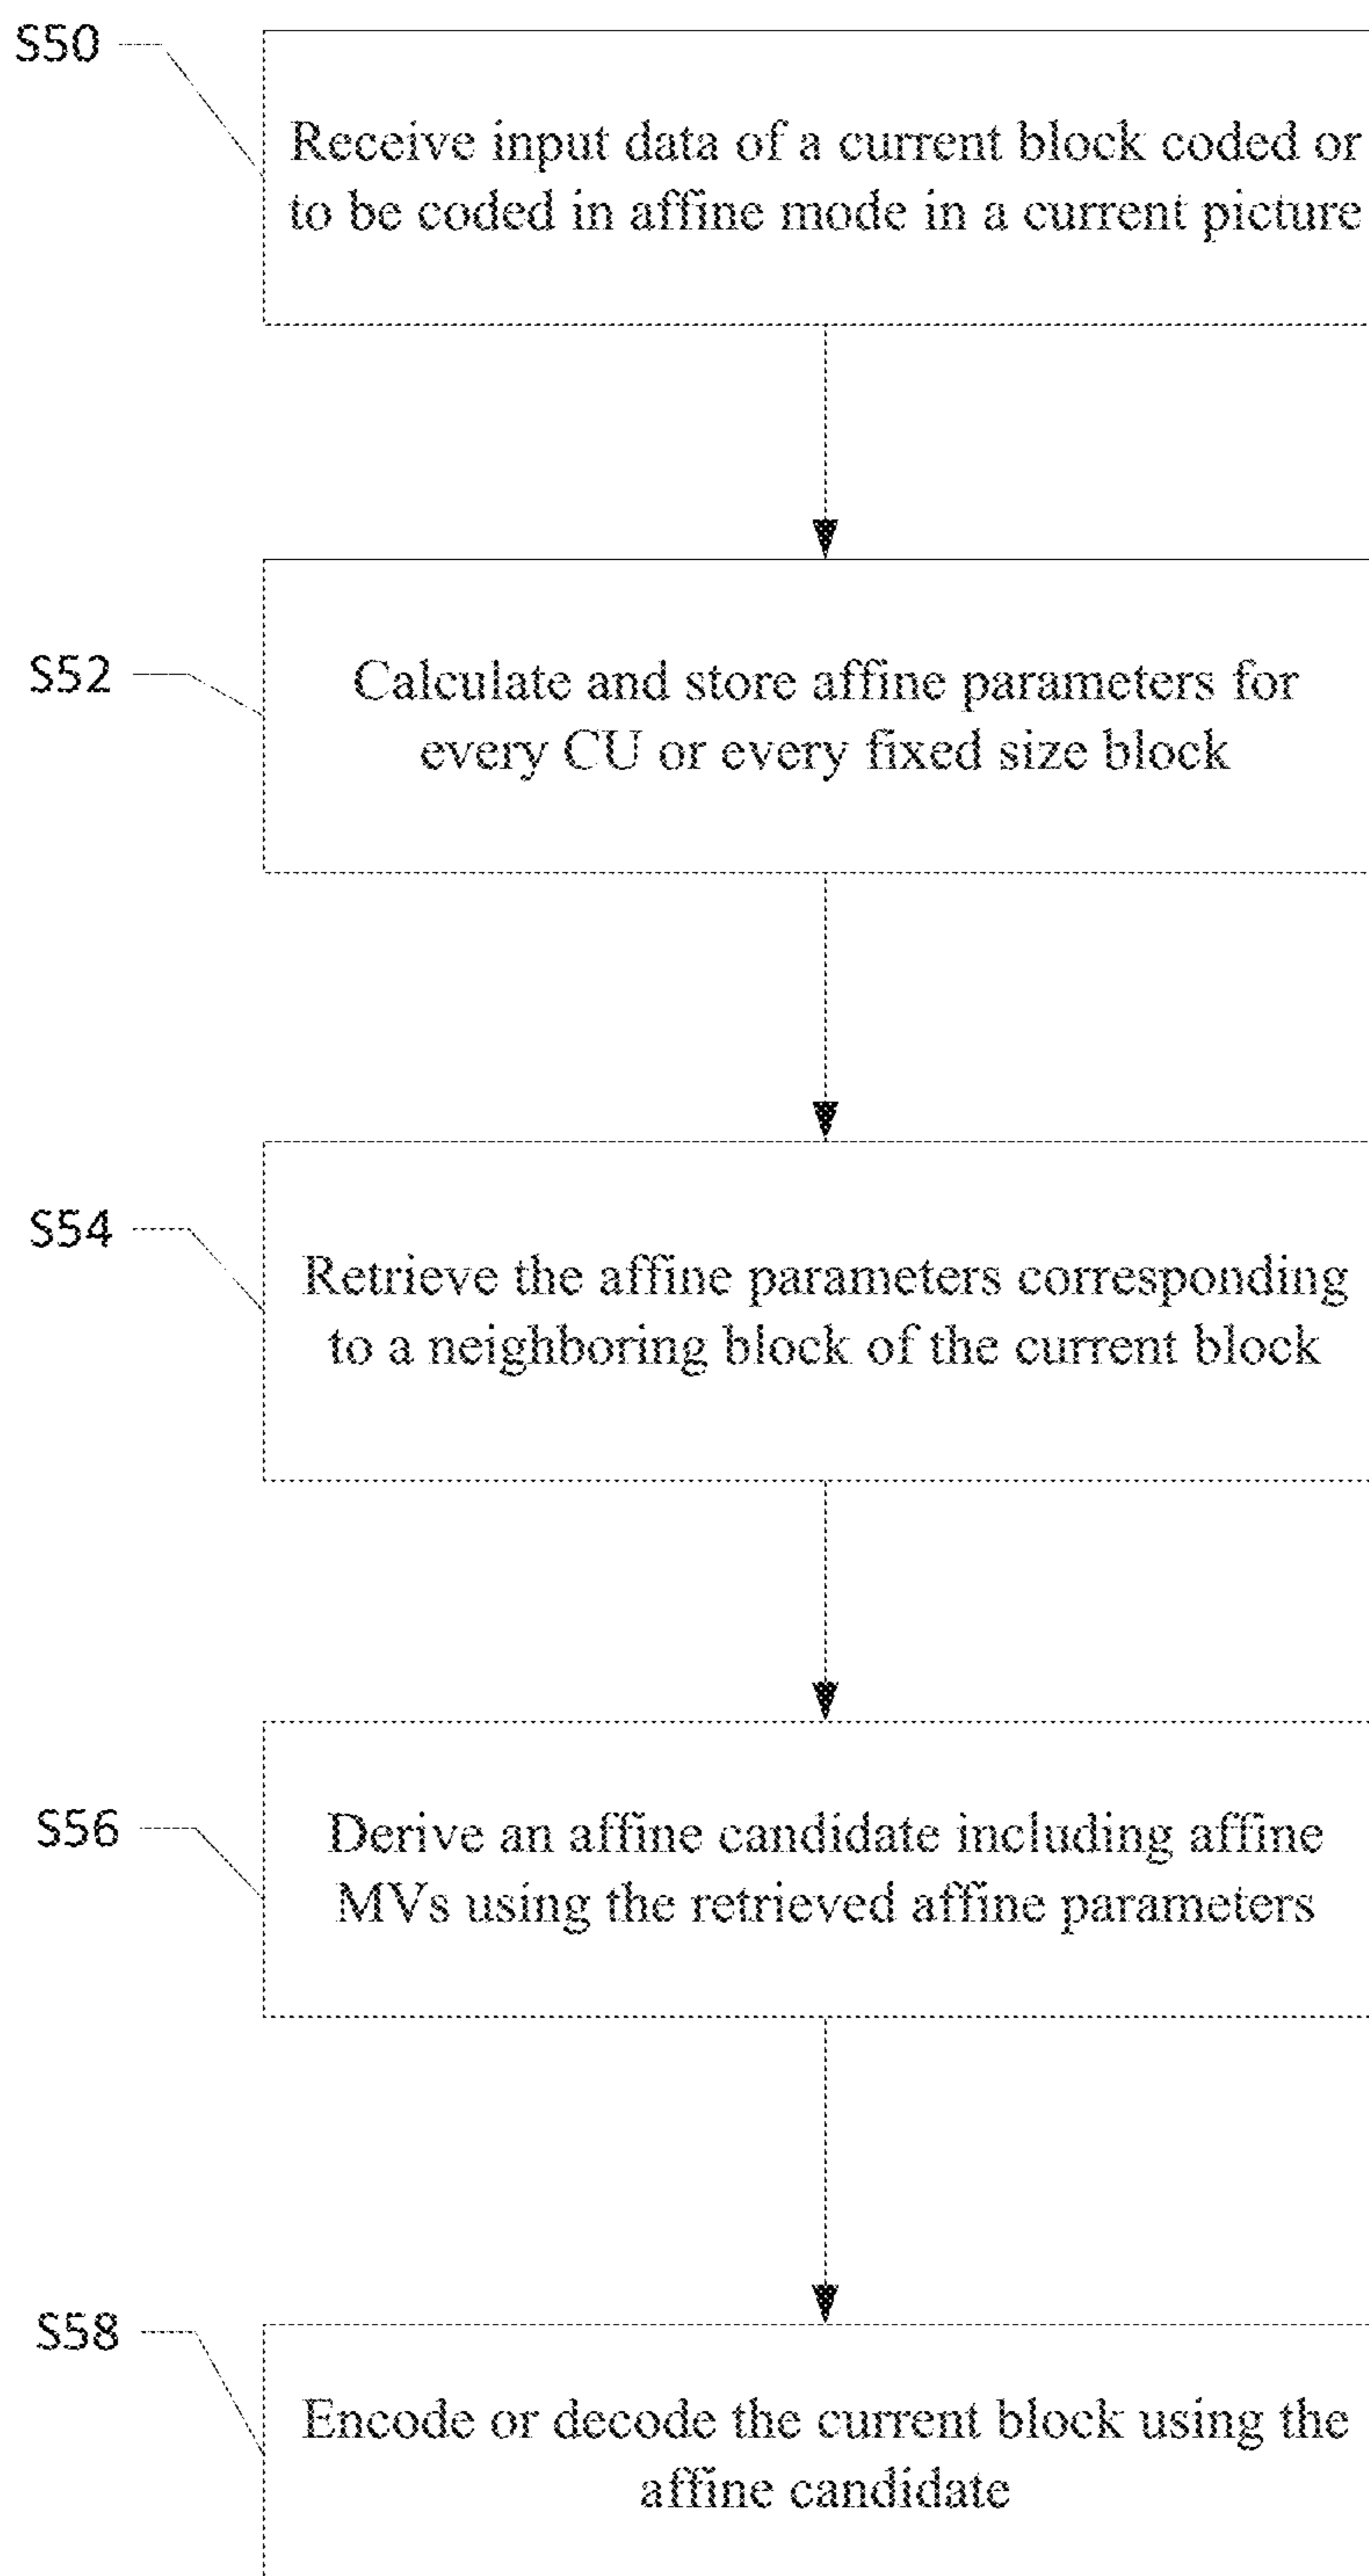 S50
Receive input data of a current block coded or
to be coded in affine mode in a current picture
S52
Calculate and store affine parameters for
every CU or every fixed size block
S54
Retrieve the affine parameters corresponding
to a neighboring block of the current block
S56
Derive an affine candidate including affine
MVs using the retrieved affine parameters
S58
Encode or decode the current block using the
affine candidate